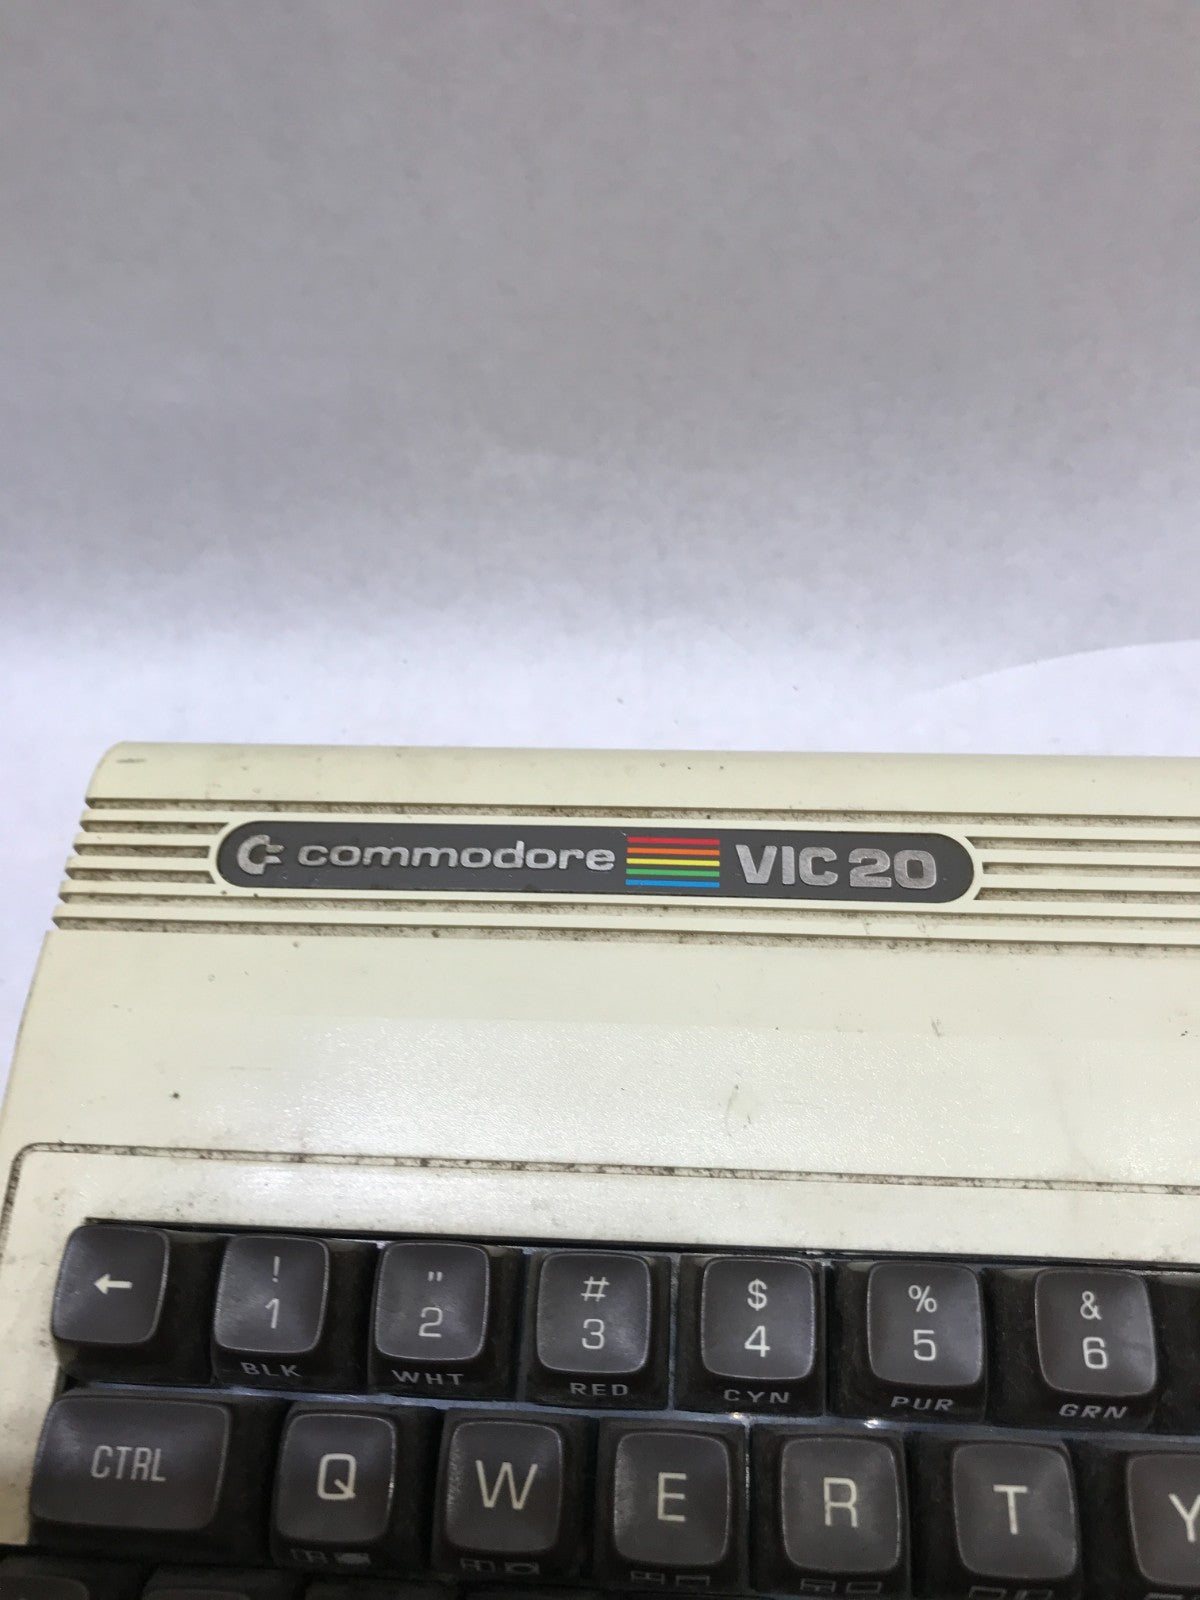 commodore VIC 20
← ! 1 " 2 # 3 $ 4 % 5 & 6
BLK WHT RED CYN PUR GRN
CTRL Q W E R T Y